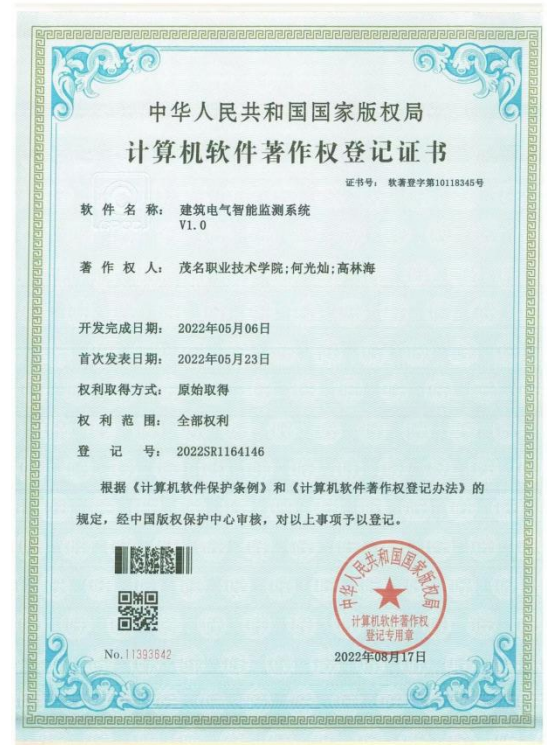 中华人民共和国国家版权局
计算机软件著作权登记证书
证书号： 软著登字第10118345号
软件名称： 建筑电气智能监测系统
V1.0
著作权人： 茂名职业技术学院;何光灿;高林海
开发完成日期： 2022年05月06日
首次发表日期： 2022年05月23日
权利取得方式： 原始取得
权利范围： 全部权利
登记号： 2022SR1164146
根据《计算机软件保护条例》和《计算机软件著作权登记办法》的
规定，经中国版权保护中心审核，对以上事项予以登记。
中华人民共和国国家版权局
计算机软件著作权
登记专用章
No.11393642
2022年08月17日